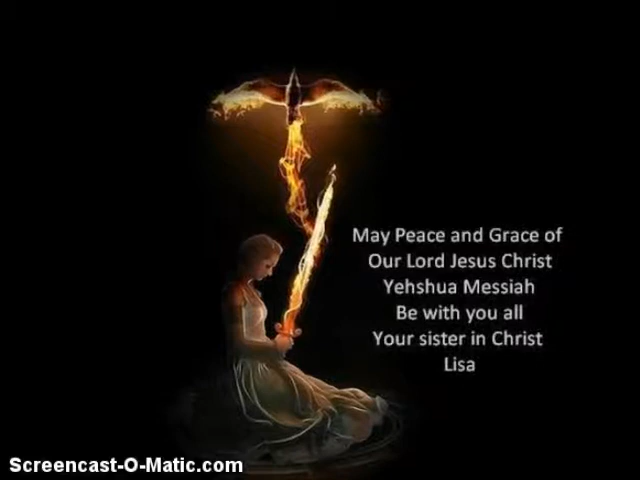 May Peace and Grace of
Our Lord Jesus Christ
Yehshua Messiah
Be with you all
Your sister in Christ
Lisa
Screencast-O-Matic.com